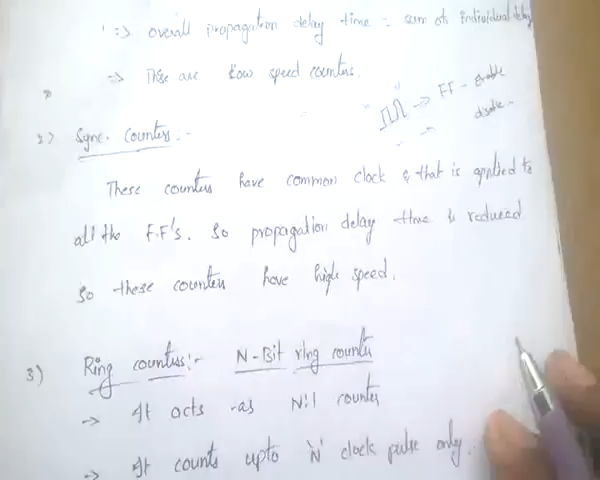 => overall propagation delay time = sum of individual delay
=> These are low speed counters.
-> FF - enable
2) Sync. Counters :-
These counters have common clock & that is applied to
all the F.F's. So propagation delay time is reduced
So these counters have high speed.
3) Ring counters:- N-Bit ring counter
-> It acts as N:1 counter
-> It counts upto 'N' clock pulse only.